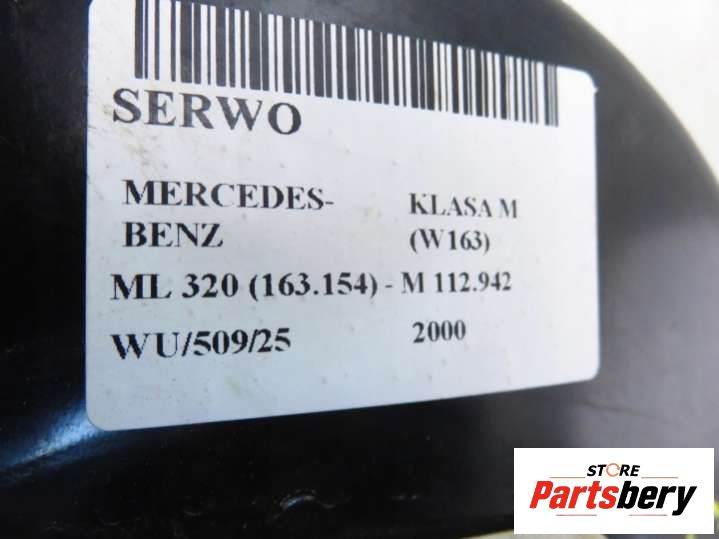 SERWO
MERCEDES- KLASA M
BENZ (W163)
ML 320 (163.154) - M 112.942
WU/509/25 2000
STORE
Partsbery